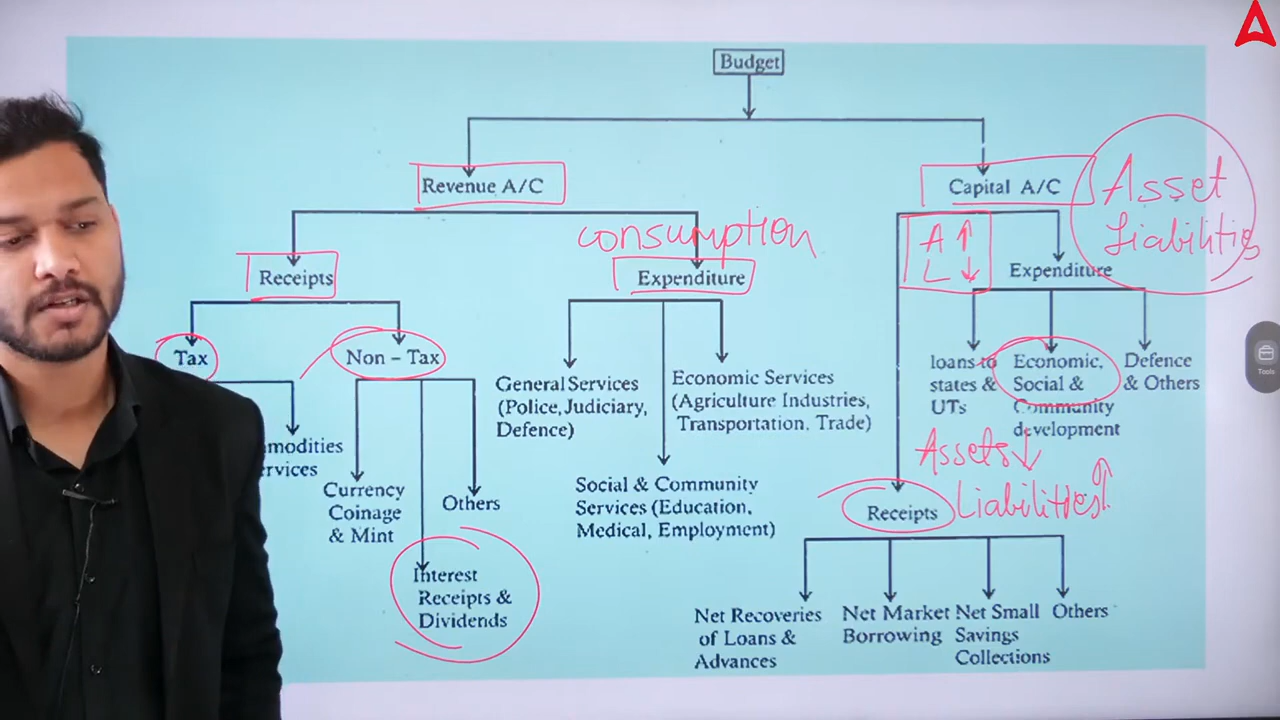 Budget
Revenue A/C
Capital A/C
Asset
Liabilities
consumption
A ↑
L ↓
Receipts
Expenditure
Expenditure
Tax
Non - Tax
modities
rvices
Currency
Coinage
& Mint
Interest
Receipts &
Dividends
Others
General Services
(Police, Judiciary,
Defence)
Social & Community
Services (Education,
Medical, Employment)
Economic Services
(Agriculture Industries,
Transportation, Trade)
loans to
states &
UTs
Economic,
Social &
Community
development
Defence
& Others
Assets ↓
Liabilities ↑
Receipts
Net Recoveries
of Loans &
Advances
Net Market
Borrowing
Net Small
Savings
Collections
Others
Tools